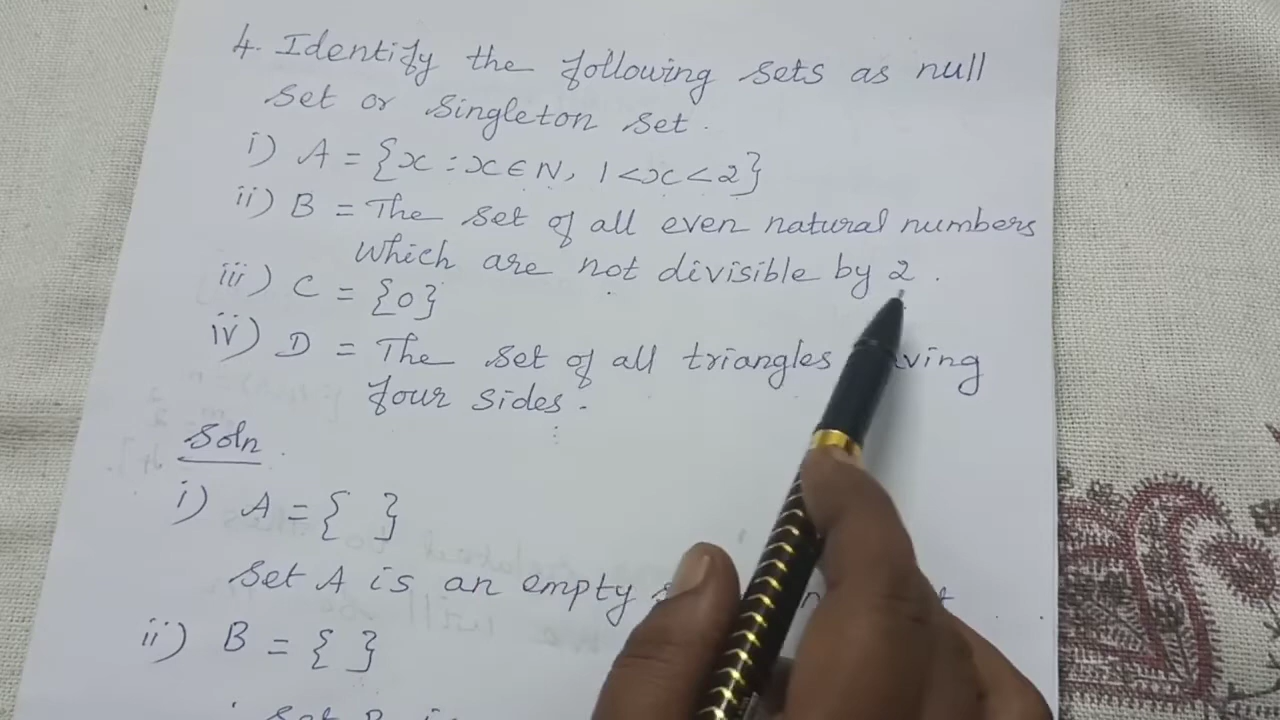 4. Identify the following sets as null
set or singleton set.
i) A = {x : x ∈ N, 1 < x < 2}
ii) B = The set of all even natural numbers
which are not divisible by 2.
iii) C = {0}
iv) D = The set of all triangles
four sides.
Soln
i) A = { }
Set A is an empty
ii) B = { }